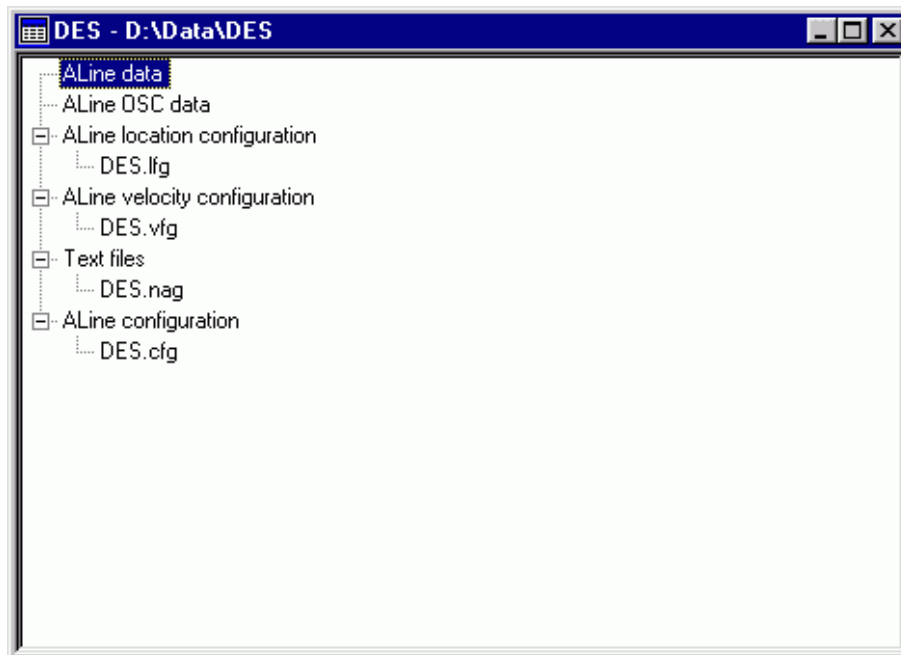 DES - D:\Data\DES
ALine data
ALine OSC data
ALine location configuration
DES.lfg
ALine velocity configuration
DES.vfg
Text files
DES.nag
ALine configuration
DES.cfg